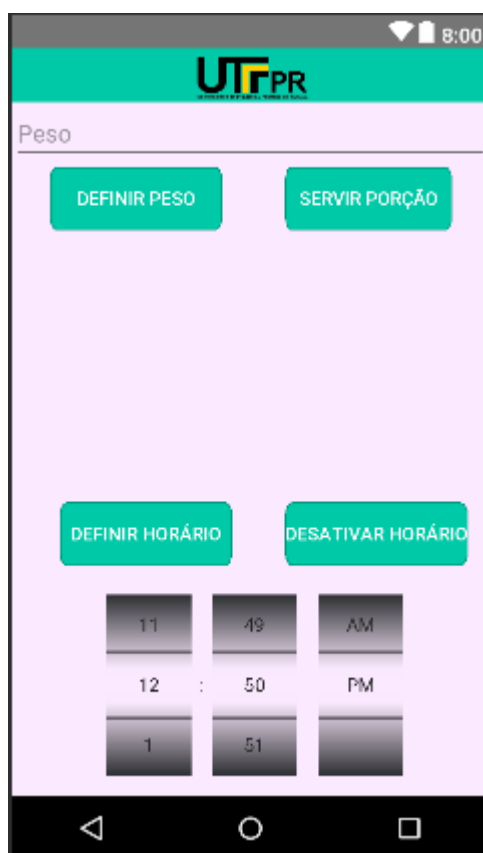 8:00
UTFPR
Peso
DEFINIR PESO SERVIR PORÇÃO
DEFINIR HORÁRIO DESATIVAR HORÁRIO
11 49 AM
12 : 50 PM
1 51